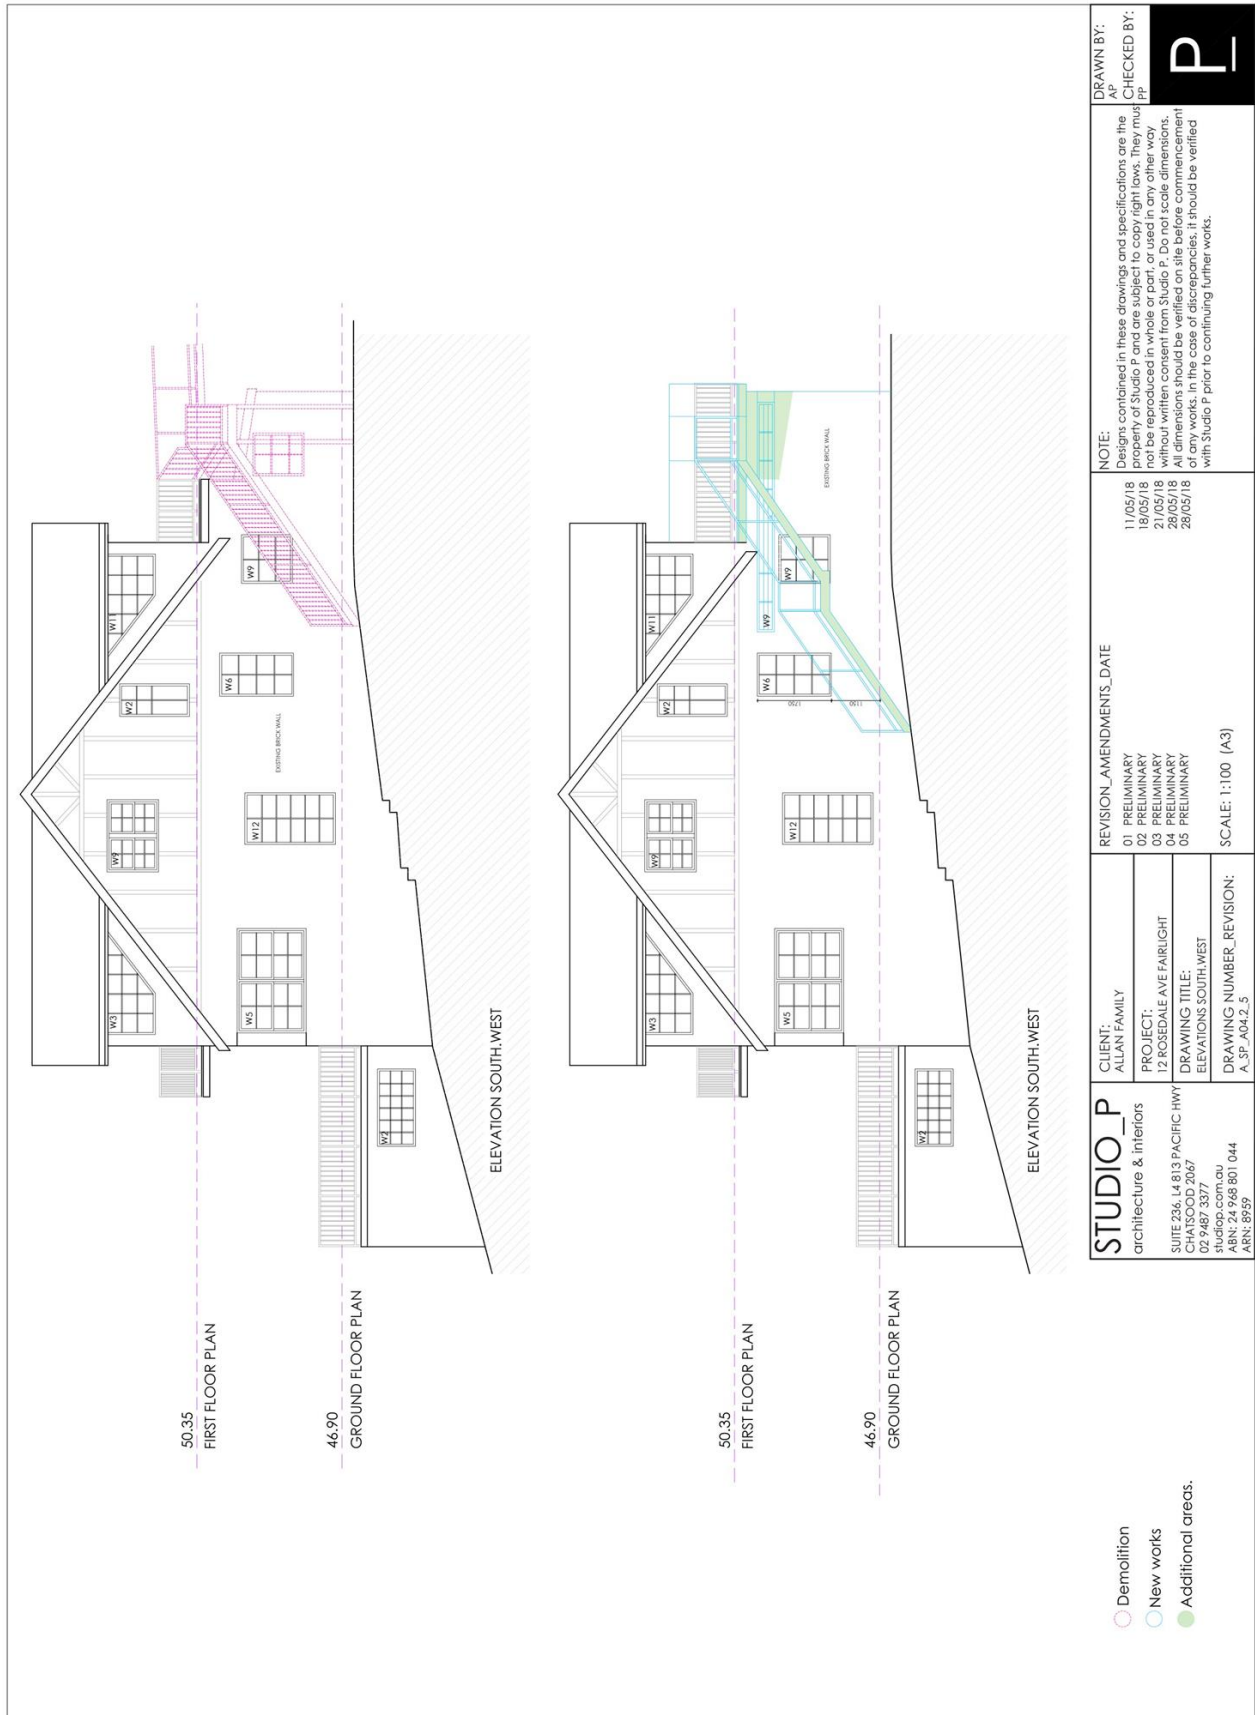 W3
W9
W2
W11
W5
W12
EXISTING BRICK WALL
W6
W9
W2
50.35
FIRST FLOOR PLAN
46.90
GROUND FLOOR PLAN
ELEVATION SOUTH.WEST
W3
W9
W2
W11
W5
W12
W6
W9
W9
EXISTING BRICK WALL
1750
1130
W2
50.35
FIRST FLOOR PLAN
46.90
GROUND FLOOR PLAN
ELEVATION SOUTH.WEST
Demolition
New works
Additional areas.
STUDIO_P
architecture & interiors
SUITE 236, L4 813 PACIFIC HWY
CHATSOOD 2067
02 9487 3377
studiop.com.au
ABN: 24 968 801 044
ARN: 8959
CLIENT:
ALLAN FAMILY
PROJECT:
12 ROSEDALE AVE FAIRLIGHT
DRAWING TITLE:
ELEVATIONS SOUTH.WEST
DRAWING NUMBER_REVISION:
A_SP_A04.2_5
REVISION_AMENDMENTS_DATE
01 PRELIMINARY 11/05/18
02 PRELIMINARY 18/05/18
03 PRELIMINARY 21/05/18
04 PRELIMINARY 28/05/18
05 PRELIMINARY 28/05/18
SCALE: 1:100 (A3)
NOTE:
Designs contained in these drawings and specifications are the
property of Studio P and are subject to copy right laws. They must
not be reproduced in whole or part, or used in any other way
without written consent from Studio P. Do not scale dimensions.
All dimensions should be verified on site before commencement
of any works. In the case of discrepancies, it should be verified
with Studio P prior to continuing further works.
DRAWN BY:
AP
CHECKED BY:
PP
P_